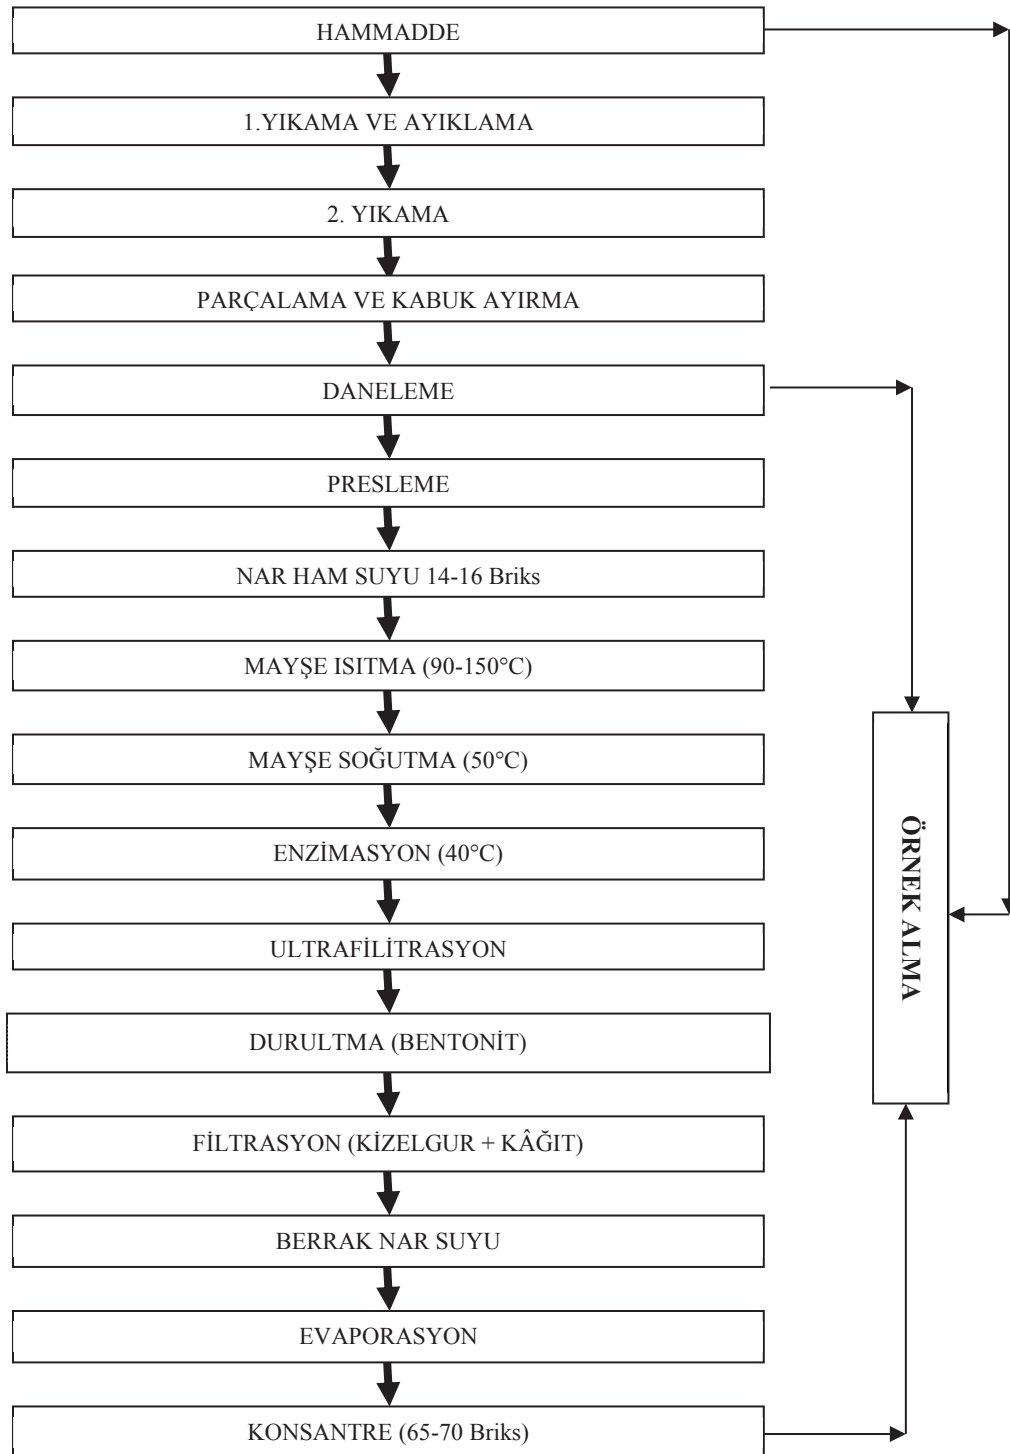 HAMMADDE
1.YIKAMA VE AYIKLAMA
2. YIKAMA
PARÇALAMA VE KABUK AYIRMA
DANELEME
PRESLEME
NAR HAM SUYU 14-16 Briks
MAYŞE ISITMA (90-150°C)
MAYŞE SOĞUTMA (50°C)
ENZİMASYON (40°C)
ULTRAFİLİTRASYON
DURULTMA (BENTONİT)
FİLTRASYON (KİZELGUR + KÂĞIT)
BERRAK NAR SUYU
EVAPORASYON
KONSANTRE (65-70 Briks)
ÖRNEK ALMA